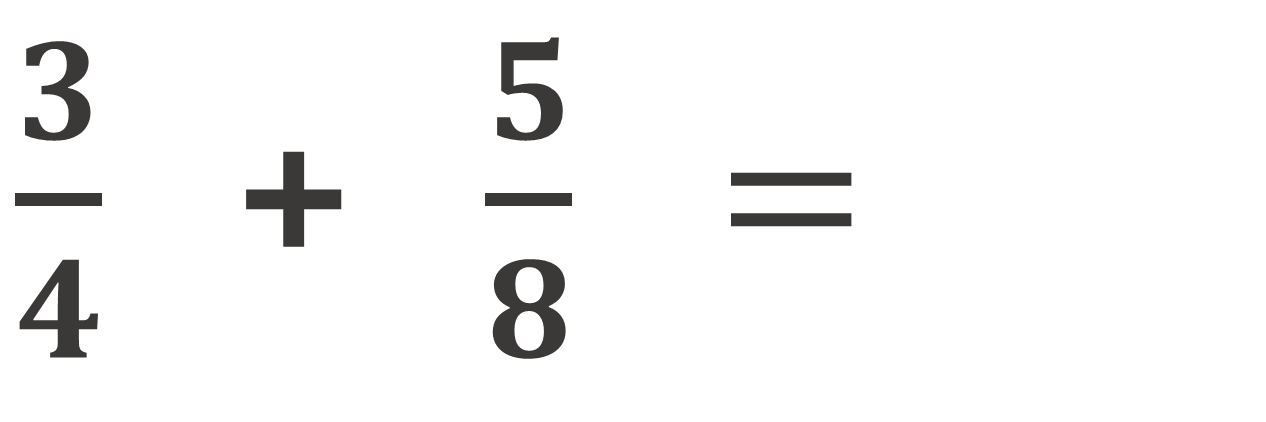 3/4 + 5/8 =